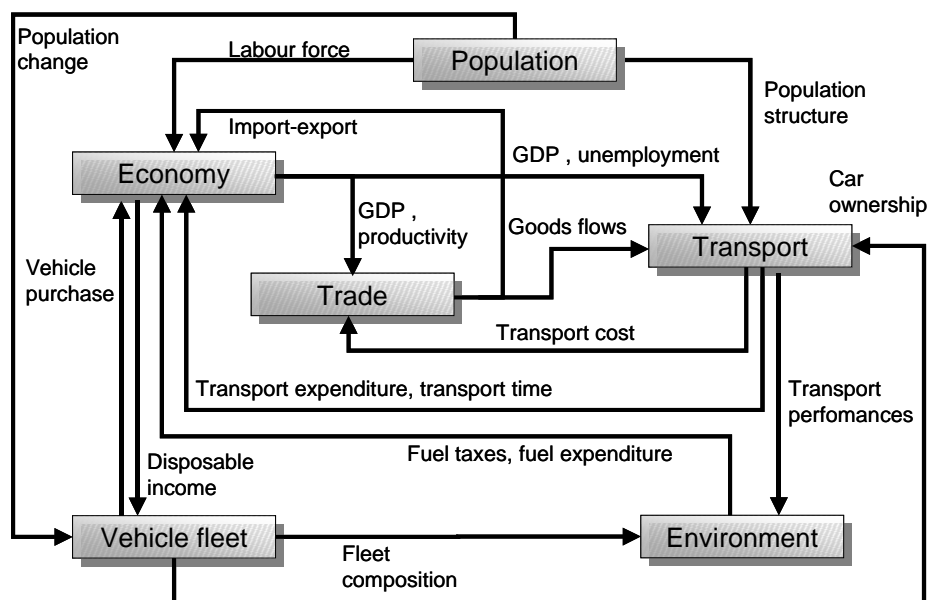 Population
change
Labour force
Population
Population
structure
Import-export
GDP , unemployment
Economy
Car
ownership
GDP ,
productivity
Goods flows
Transport
Vehicle
purchase
Trade
Transport cost
Transport expenditure, transport time
Transport
perfomances
Fuel taxes, fuel expenditure
Disposable
income
Vehicle fleet
Environment
Fleet
composition